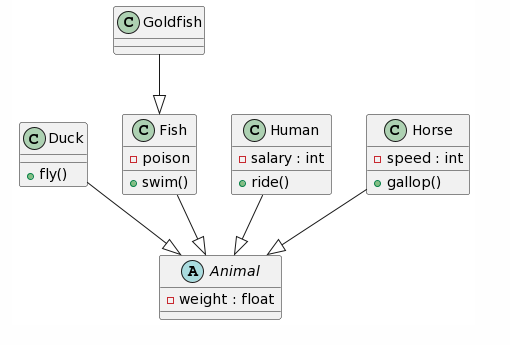 C Goldfish
C Duck
fly()
C Fish
poison
swim()
C Human
salary : int
ride()
C Horse
speed : int
gallop()
A Animal
weight : float